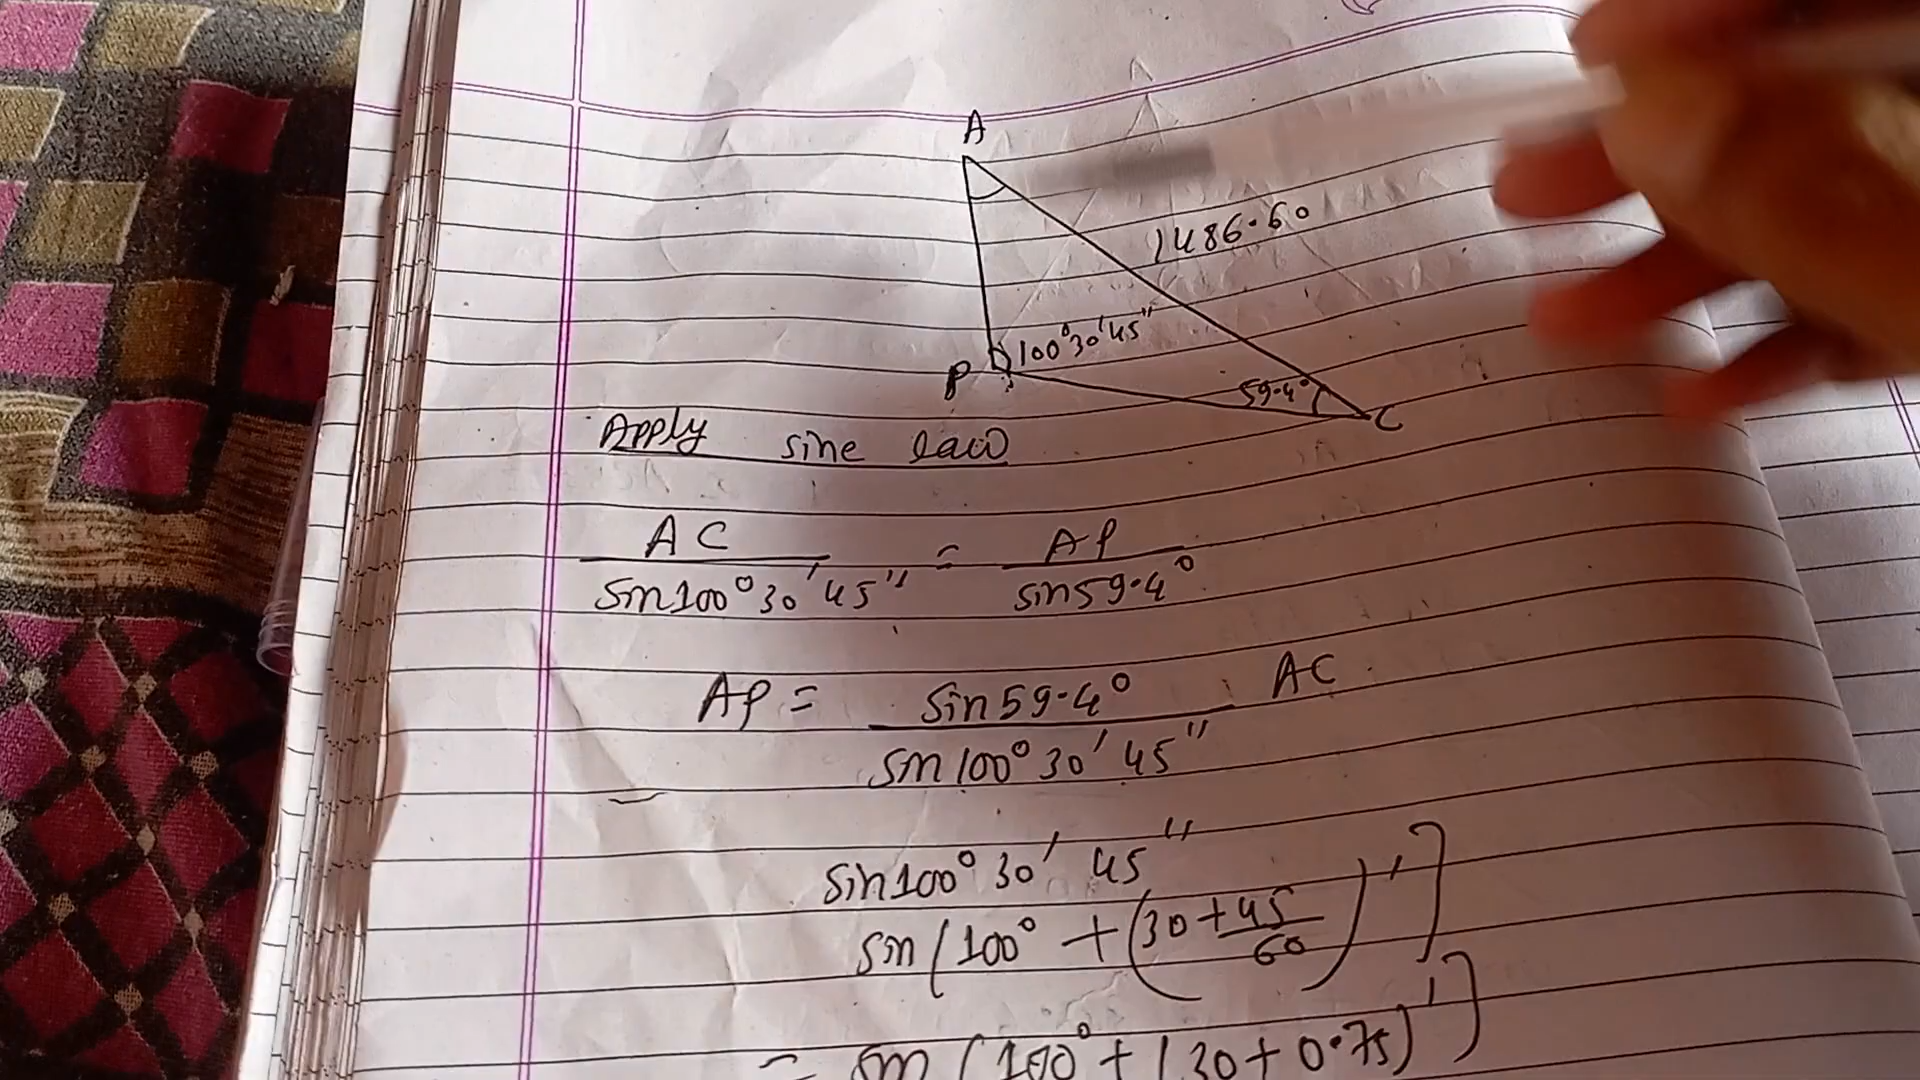 A
1486.60
100°30'45"
P
59.4°
C
Apply sine law
AC / sin100°30'45" = AP / sin59.4°
AP = sin59.4° / sin100°30'45" AC
sin100°30'45"
sin(100° + (30 + 45/60)')]
= sin(100° + (30 + 0.75)')]